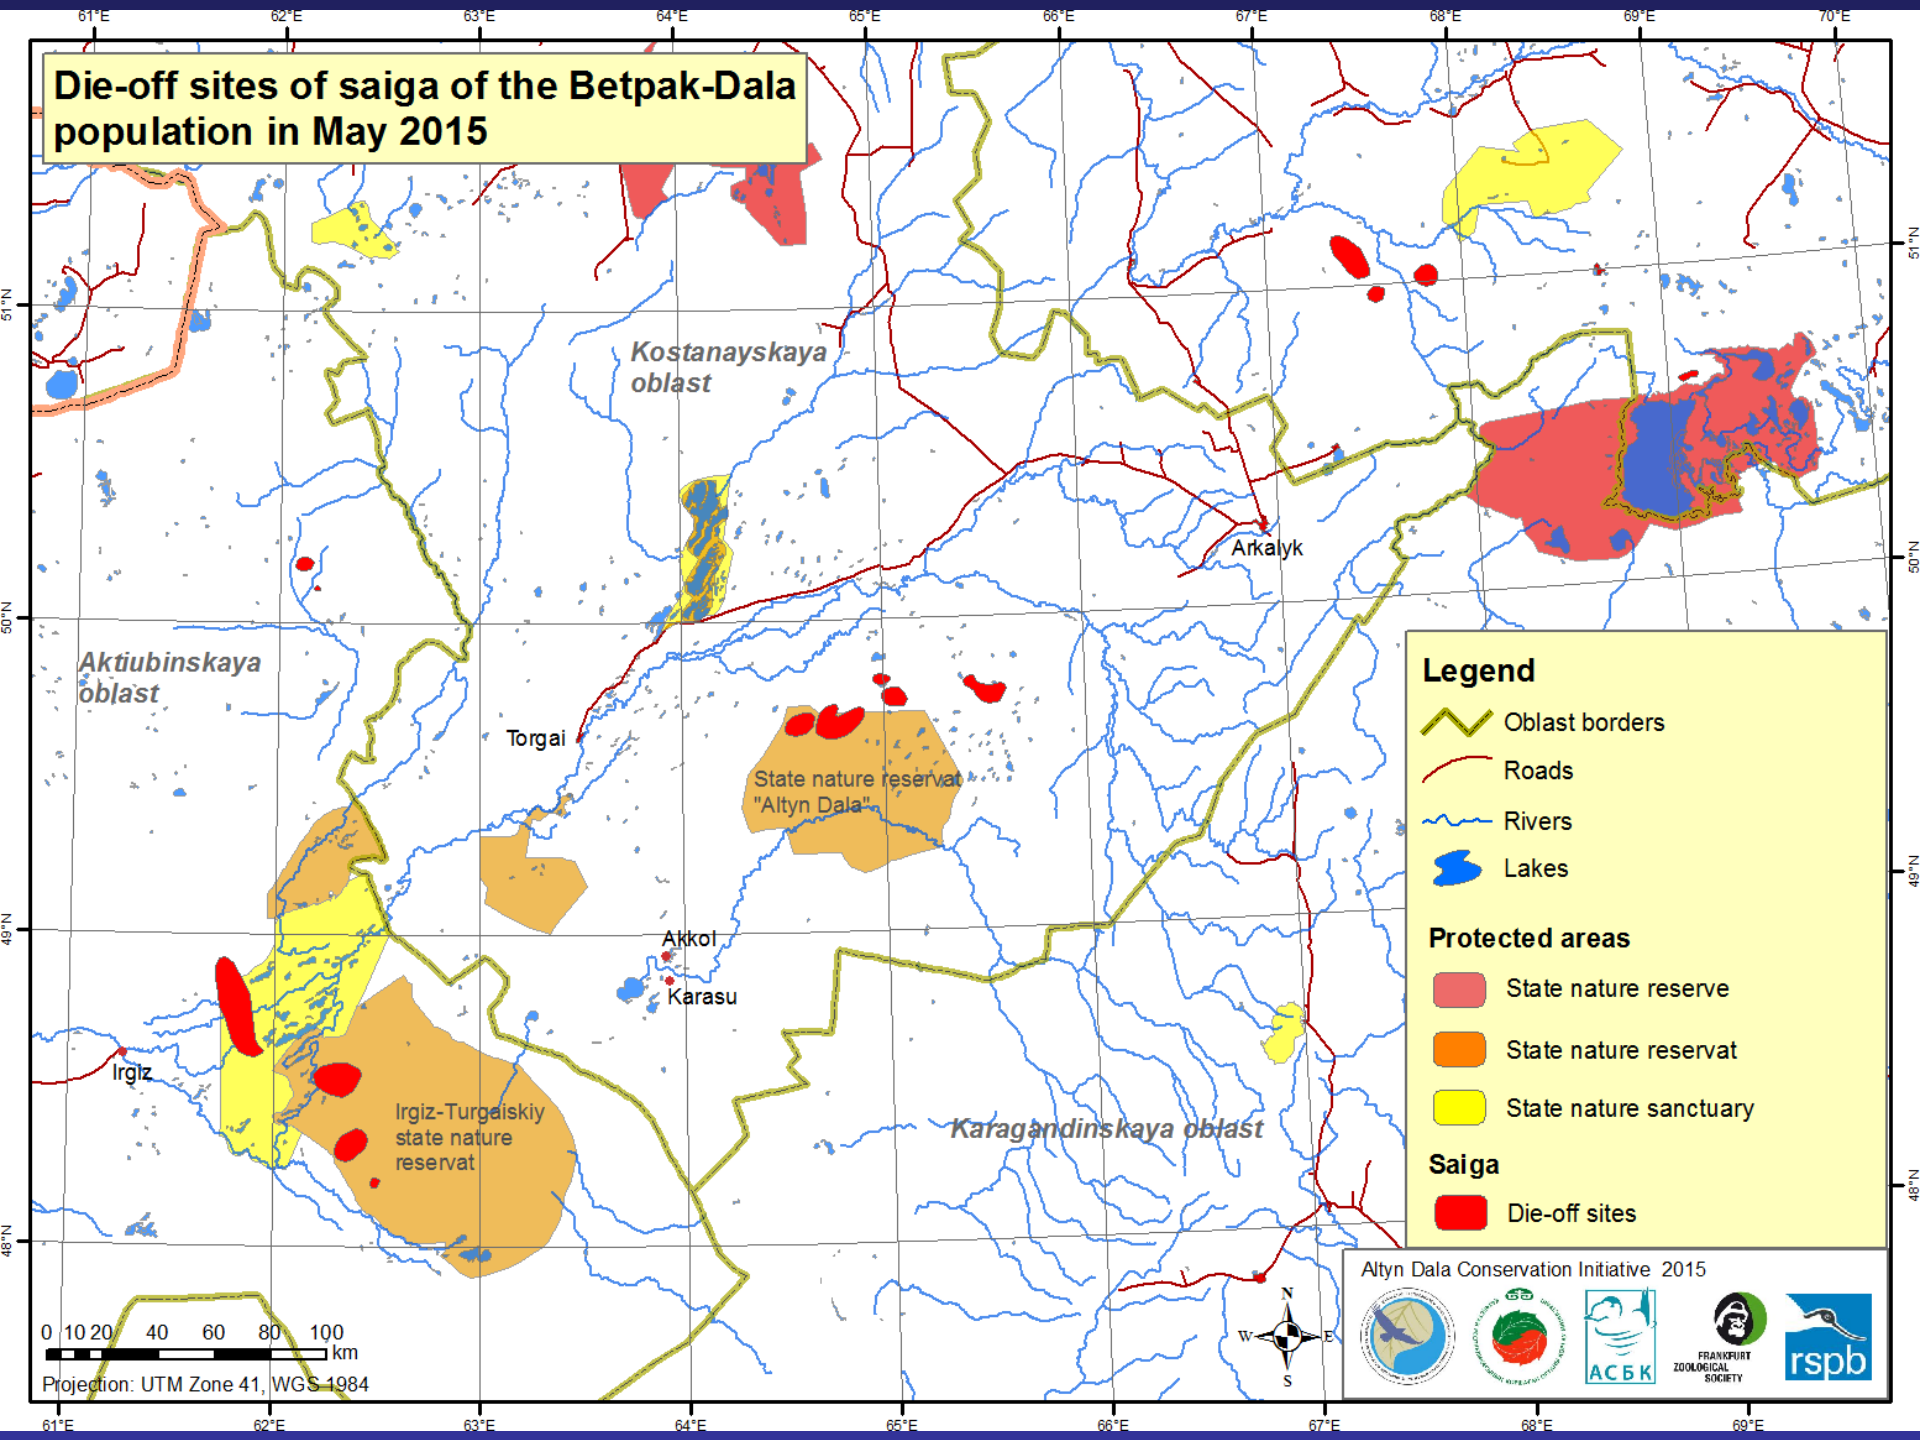 61°E 62°E 63°E 64°E 65°E 66°E 67°E 68°E 69°E 70°E
Die-off sites of saiga of the Betpak-Dala
population in May 2015
51°N
51°N
Kostanayskaya
oblast
Arkalyk
50°N
50°N
Aktiubinskaya
oblast
Torgai
State nature reservat
"Altyn Dala"
49°N
49°N
Akkol
Karasu
Irgiz
Irgiz-Turgaiskiy
state nature
reservat
Karagandinskaya oblast
48°N
48°N
Legend
Oblast borders
Roads
Rivers
Lakes
Protected areas
State nature reserve
State nature reservat
State nature sanctuary
Saiga
Die-off sites
Altyn Dala Conservation Initiative 2015
АСБК
FRANKFURT
ZOOLOGICAL
SOCIETY
rspb
N
W E
S
0 10 20 40 60 80 100
km
Projection: UTM Zone 41, WGS 1984
61°E 62°E 63°E 64°E 65°E 66°E 67°E 68°E 69°E